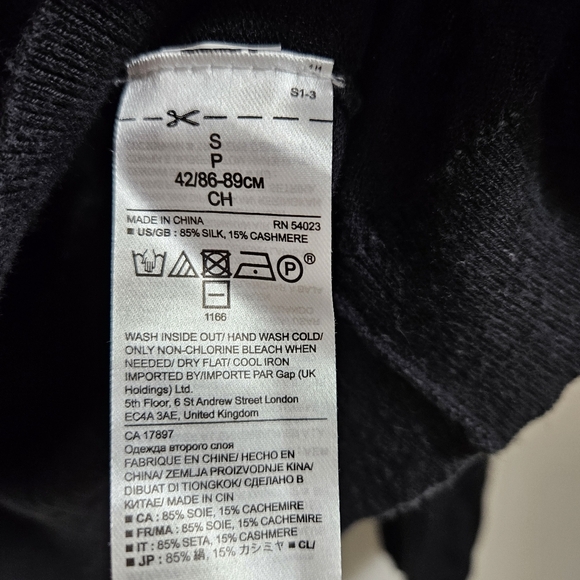 S1-3
S
P
42/86-89CM
CH
MADE IN CHINA RN 54023
■ US/GB : 85% SILK, 15% CASHMERE
P ®
1166
WASH INSIDE OUT/ HAND WASH COLD/
ONLY NON-CHLORINE BLEACH WHEN
NEEDED/ DRY FLAT/ COOL IRON
IMPORTED BY/IMPORTE PAR Gap (UK
Holdings) Ltd.
5th Floor, 6 St Andrew Street London
EC4A 3AE, United Kingdom
CA 17897
Одежда второго слоя
FABRIQUE EN CHINE/ HECHO EN
CHINA/ ZEMLJA PROIZVODNJE KINA/
DIBUAT DI TIONGKOK/ СДЕЛАНО В
КИТАЕ/ MADE IN CIN
■ CA : 85% SOIE, 15% CACHEMIRE
■ FR/MA : 85% SOIE, 15% CACHEMIRE
■ IT : 85% SETA, 15% CASHMERE
■ JP : 85% 絹, 15% カシミヤ ■ CL/